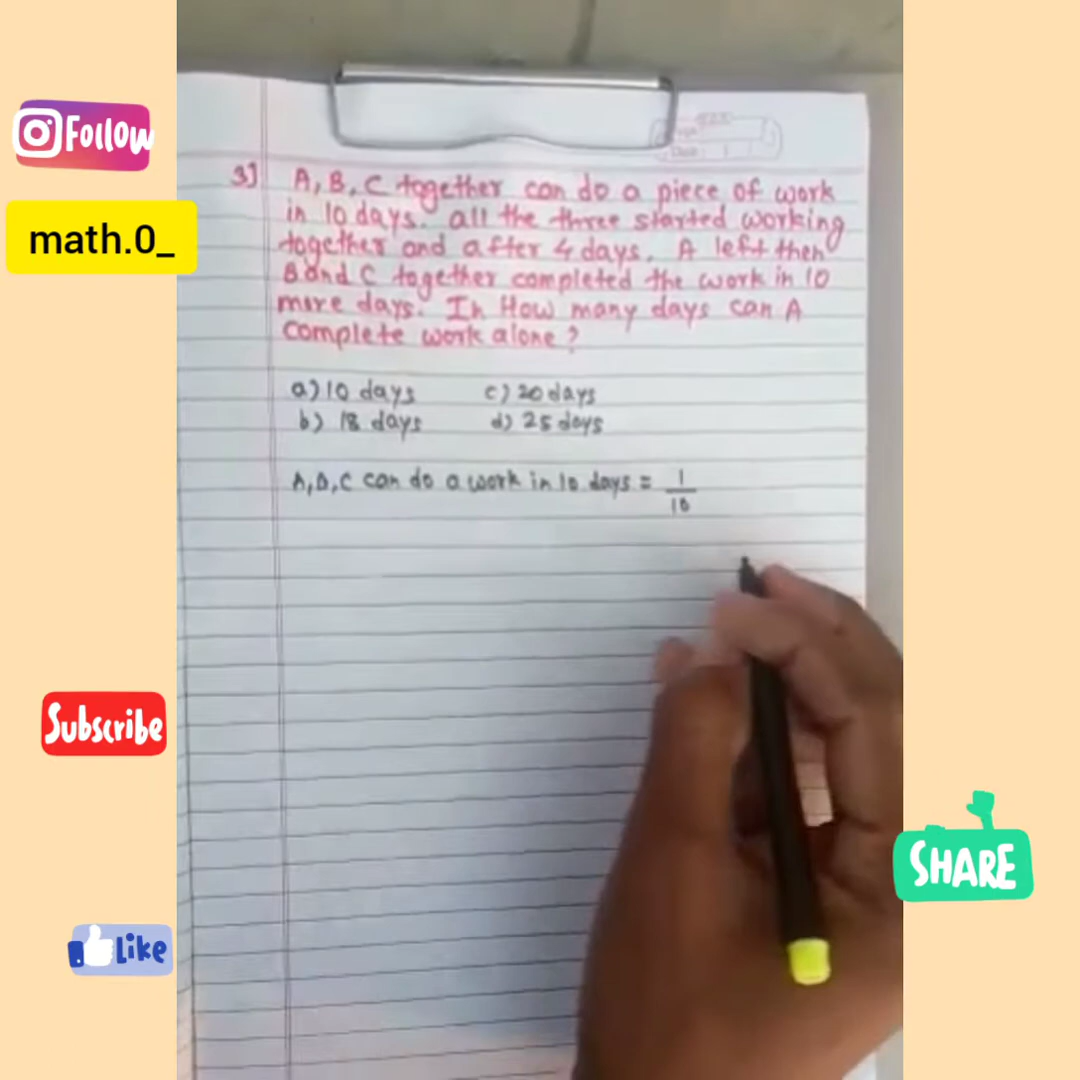 Follow
math.0_
3] A, B, C together can do a piece of work
in 10 days. all the three started working
together and after 4 days. A left then
B and C together completed the work in 10
more days. In How many days can A
complete work alone?
a) 10 days c) 20 days
b) 18 days d) 25 days
A, B, C can do a work in 10 days = 1/10
Subscribe
SHARE
Like